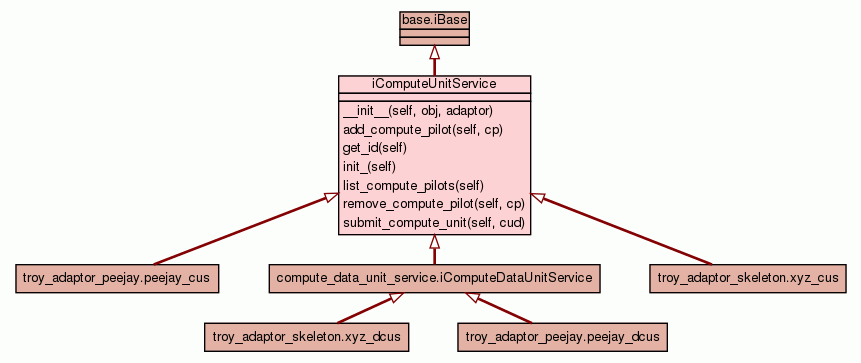 base.iBase
iComputeUnitService
__init__(self, obj, adaptor)
add_compute_pilot(self, cp)
get_id(self)
init_(self)
list_compute_pilots(self)
remove_compute_pilot(self, cp)
submit_compute_unit(self, cud)
troy_adaptor_peejay.peejay_cus
compute_data_unit_service.iComputeDataUnitService
troy_adaptor_skeleton.xyz_cus
troy_adaptor_skeleton.xyz_dcus
troy_adaptor_peejay.peejay_dcus